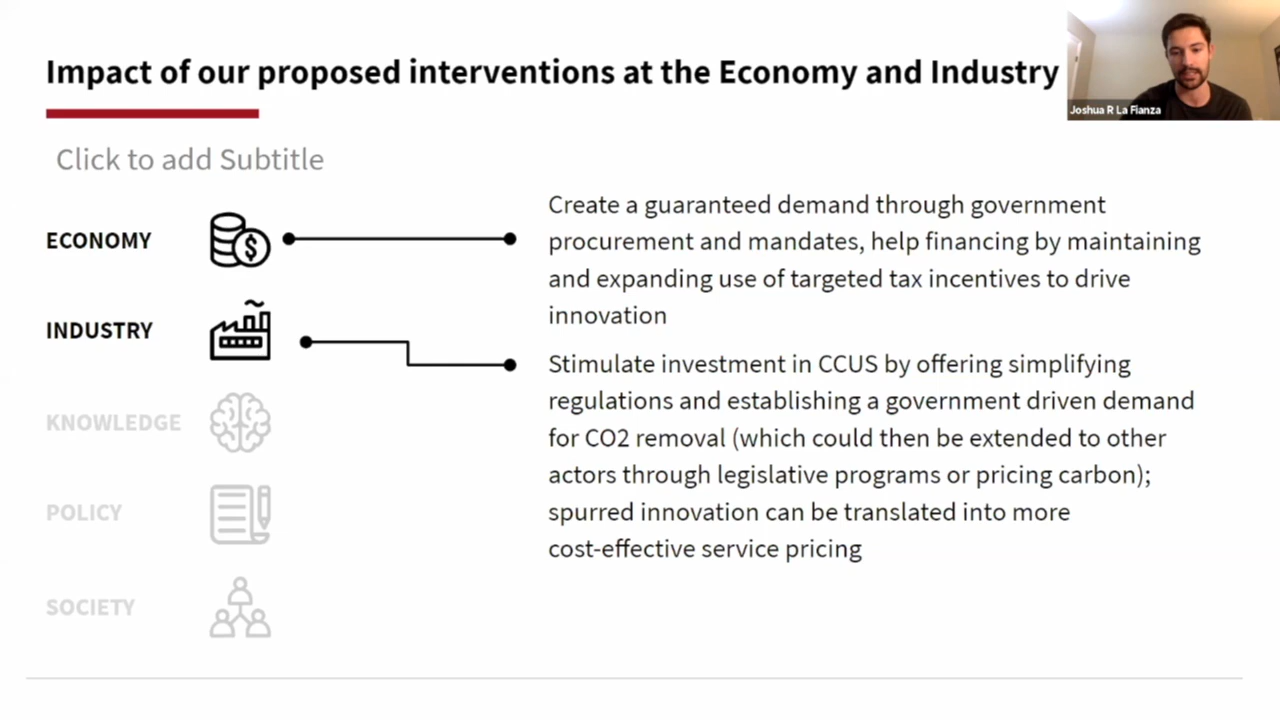 Impact of our proposed interventions at the Economy and Industry
Joshua R La Fianza
Click to add Subtitle
ECONOMY
Create a guaranteed demand through government
procurement and mandates, help financing by maintaining
and expanding use of targeted tax incentives to drive
innovation
INDUSTRY
Stimulate investment in CCUS by offering simplifying
regulations and establishing a government driven demand
for CO2 removal (which could then be extended to other
actors through legislative programs or pricing carbon);
spurred innovation can be translated into more
cost-effective service pricing
KNOWLEDGE
POLICY
SOCIETY